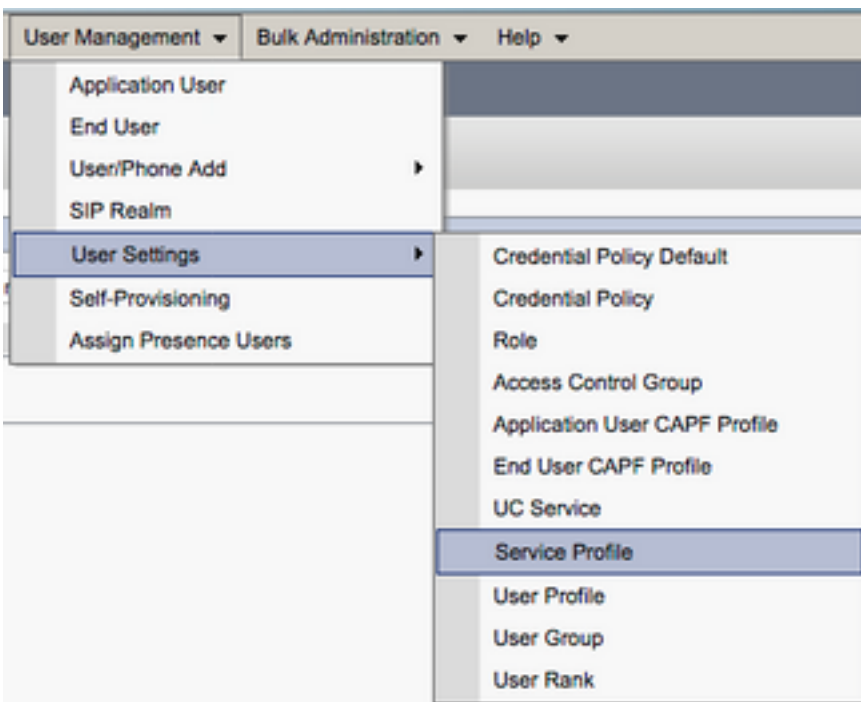 User Management Bulk Administration Help
Application User
End User
User/Phone Add
SIP Realm
User Settings
Self-Provisioning
Assign Presence Users
Credential Policy Default
Credential Policy
Role
Access Control Group
Application User CAPF Profile
End User CAPF Profile
UC Service
Service Profile
User Profile
User Group
User Rank